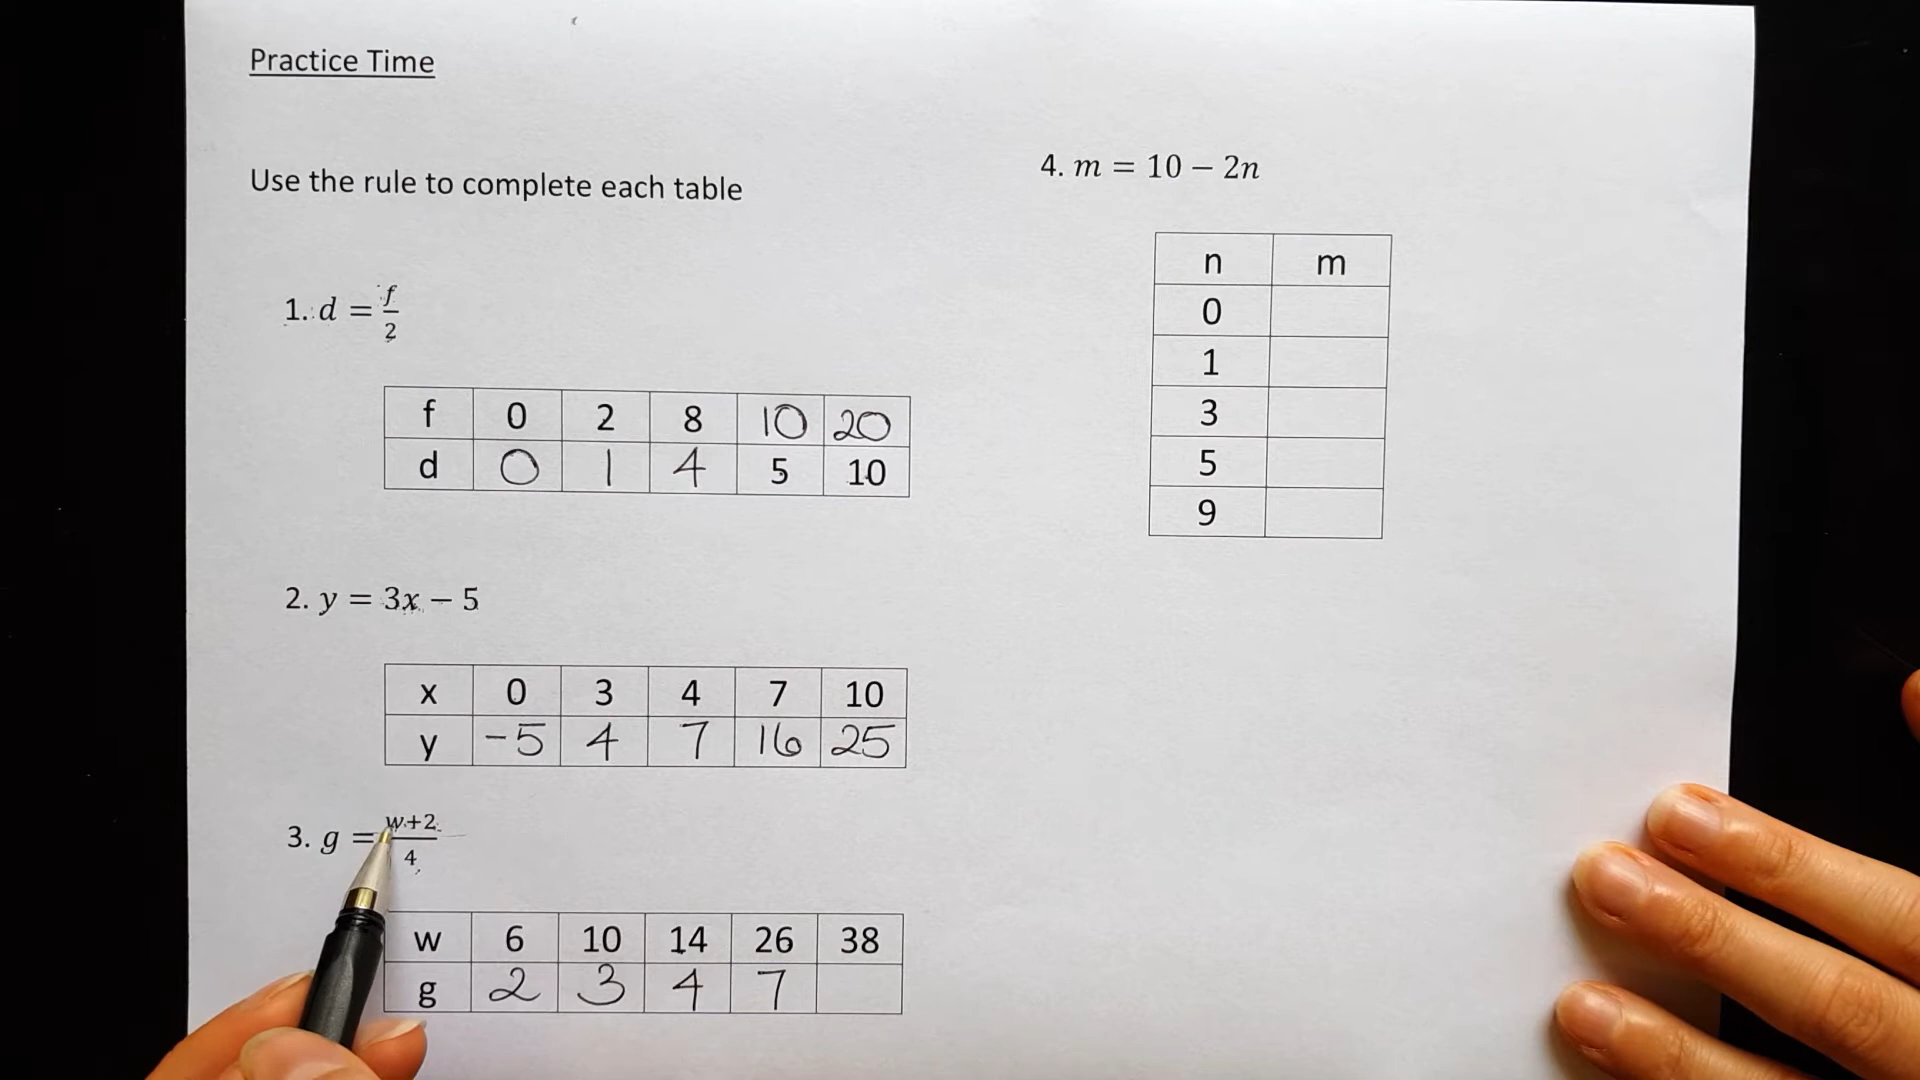 Practice Time
Use the rule to complete each table
1. d = f/2
f 0 2 8 10 20
d 0 1 4 5 10
2. y = 3x − 5
x 0 3 4 7 10
y -5 4 7 16 25
3. g = w+2/4
w 6 10 14 26 38
g 2 3 4 7
4. m = 10 − 2n
n m
0
1
3
5
9